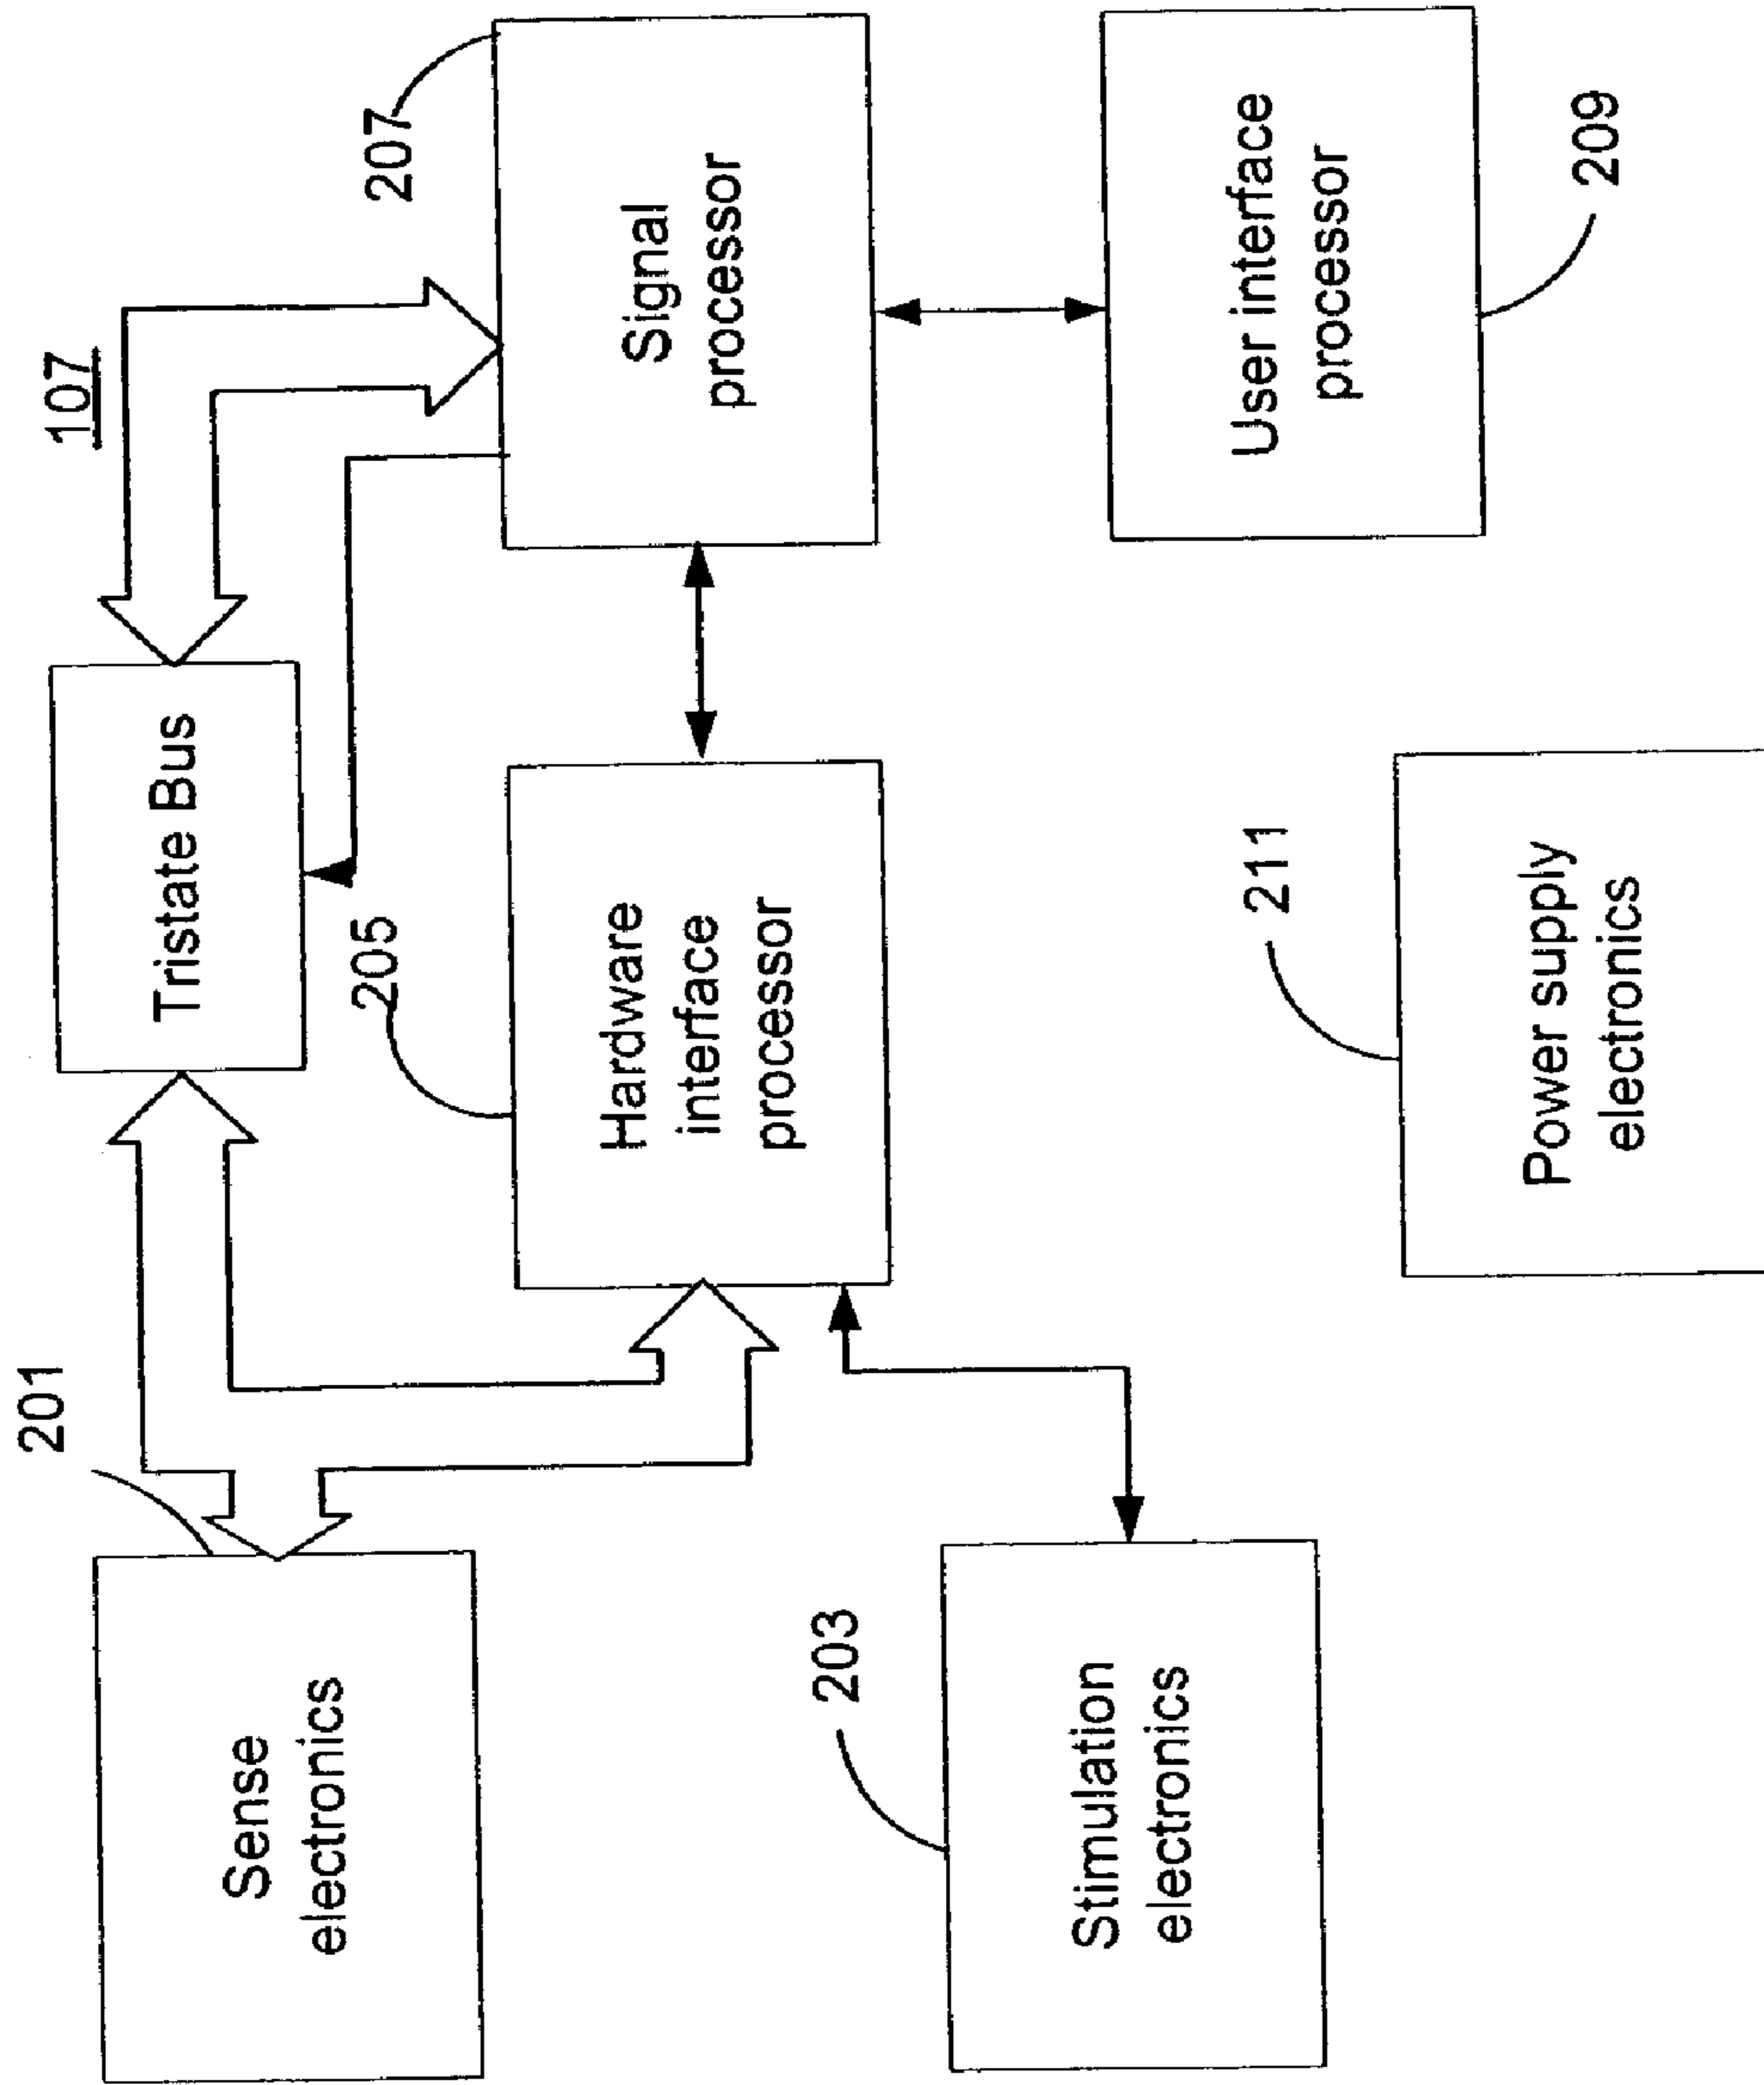 107
201
Sense
electronics
Tristate Bus
207
Signal
processor
205
Hardware
interface
processor
203
Stimulation
electronics
User interface
processor
209
211
Power supply
electronics